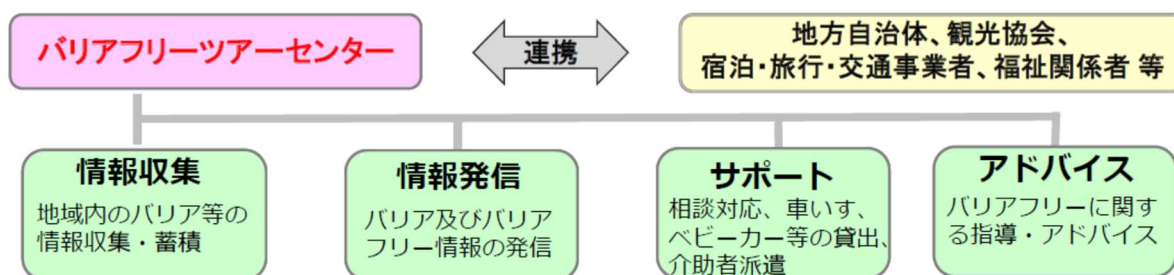 バリアフリーツアーセンター
連携
地方自治体、観光協会、
宿泊・旅行・交通事業者、福祉関係者 等
情報収集
地域内のバリア等の
情報収集・蓄積
情報発信
バリア及びバリア
フリー情報の発信
サポート
相談対応、車いす、
ベビーカー等の貸出、
介助者派遣
アドバイス
バリアフリーに関す
る指導・アドバイス